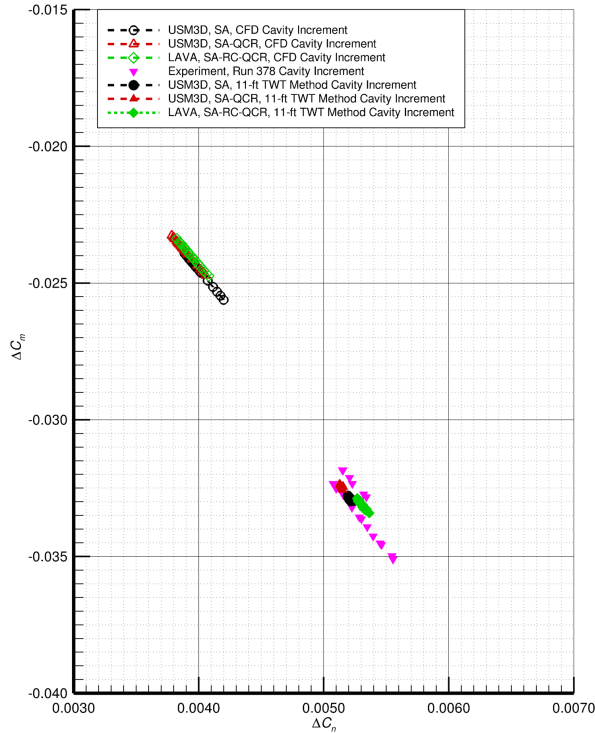 -0.015
USM3D, SA, CFD Cavity Increment
USM3D, SA-QCR, CFD Cavity Increment
LAVA, SA-RC-QCR, CFD Cavity Increment
Experiment, Run 378 Cavity Increment
USM3D, SA, 11-ft TWT Method Cavity Increment
USM3D, SA-QCR, 11-ft TWT Method Cavity Increment
LAVA, SA-RC-QCR, 11-ft TWT Method Cavity Increment
-0.020
-0.025
ΔCm
-0.030
-0.035
-0.040
0.0030 0.0040 0.0050 0.0060 0.0070
ΔCn